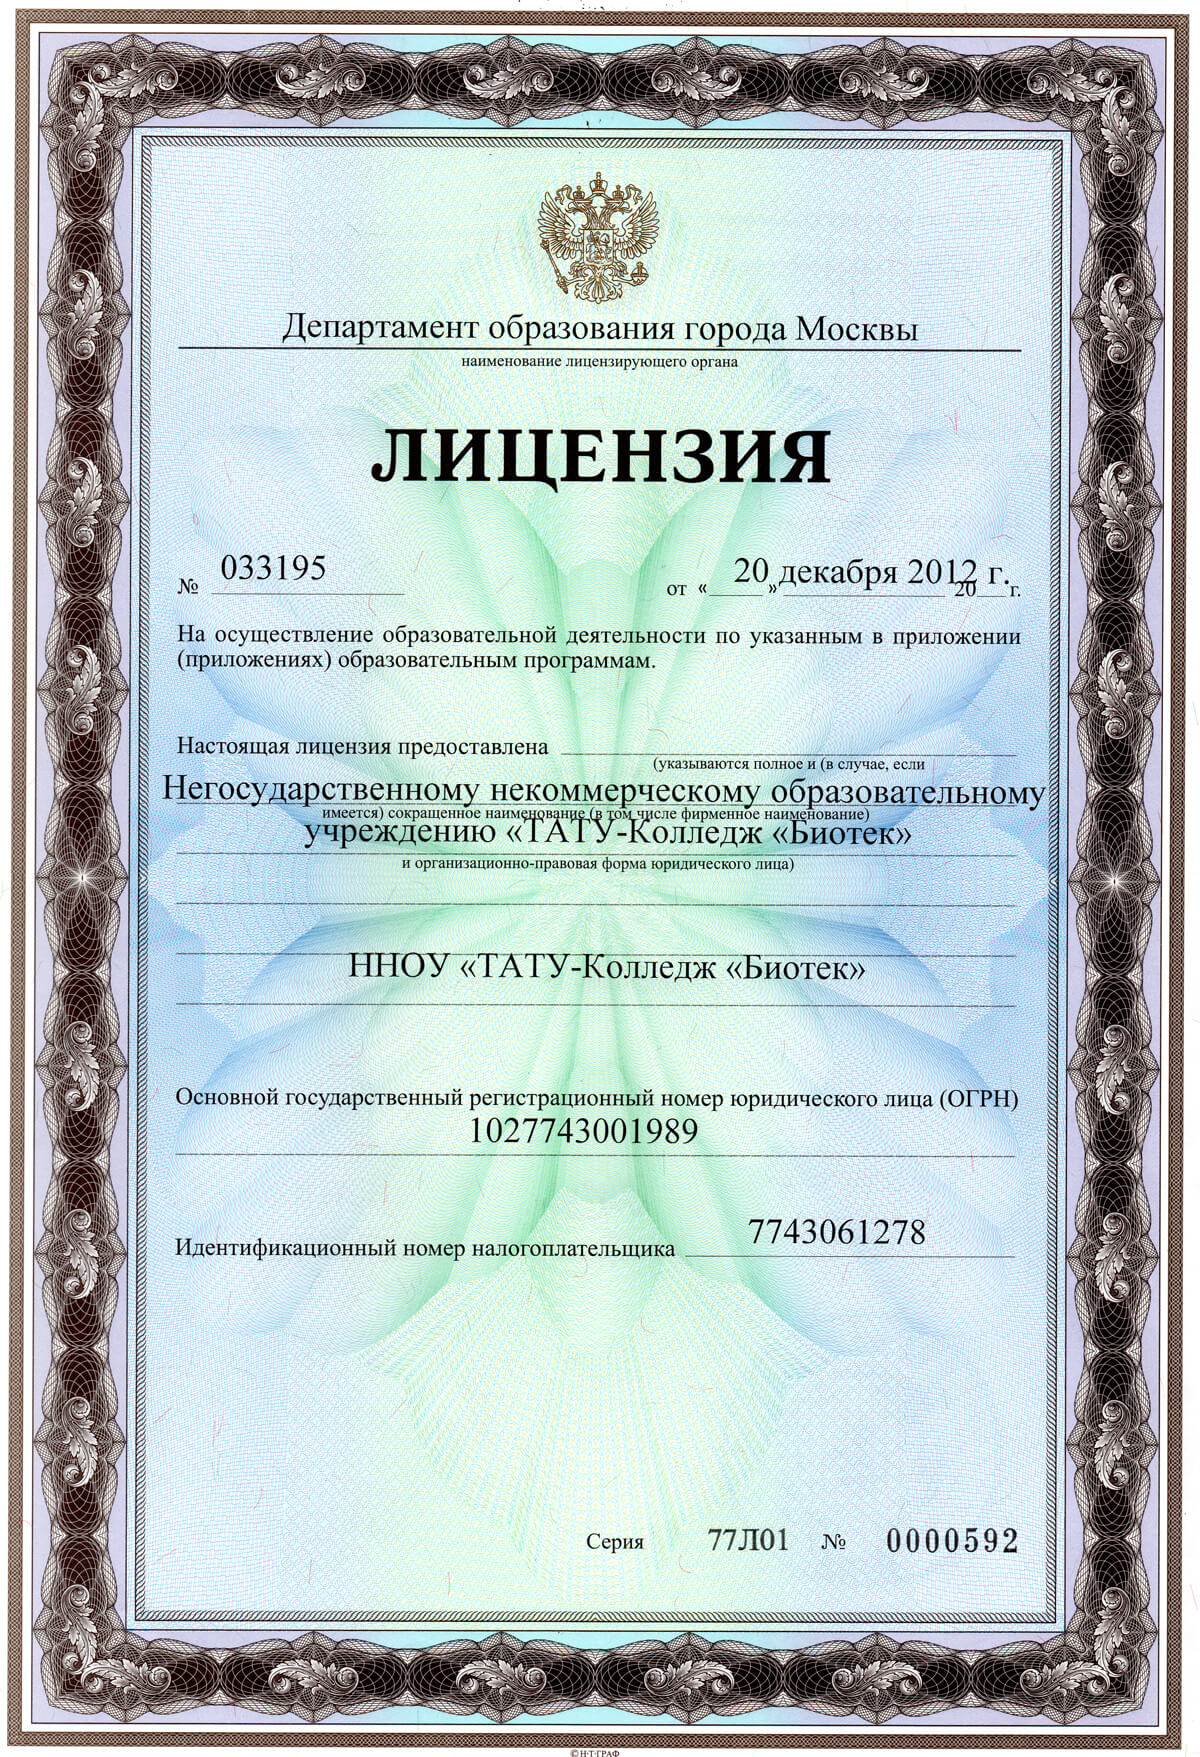 Департамент образования города Москвы
наименование лицензирующего органа
ЛИЦЕНЗИЯ
№ 033195 от « 20 » декабря 2012 г. 20 г.
На осуществление образовательной деятельности по указанным в приложении
(приложениях) образовательным программам.
Настоящая лицензия предоставлена
(указываются полное и (в случае, если
Негосударственному некоммерческому образовательному
имеется) сокращенное наименование (в том числе фирменное наименование)
учреждению «ТАТУ-Колледж «Биотек»
и организационно-правовая форма юридического лица)
ННОУ «ТАТУ-Колледж «Биотек»
Основной государственный регистрационный номер юридического лица (ОГРН)
1027743001989
Идентификационный номер налогоплательщика 7743061278
Серия 77Л01 № 0000592
© Н·Т·ГРАФ